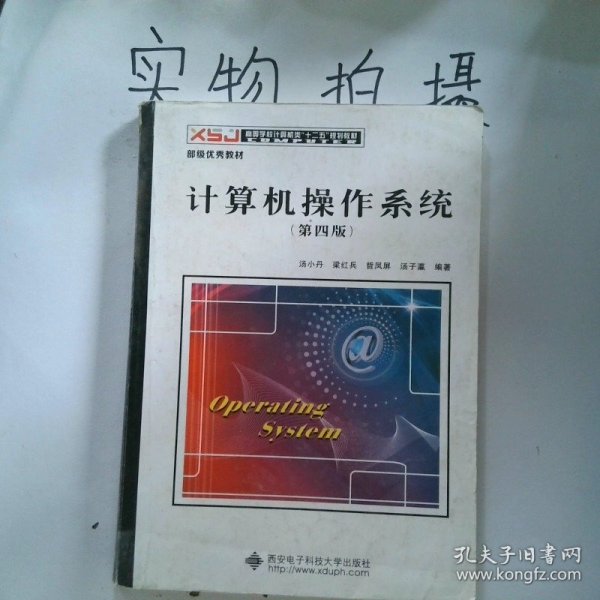 实物拍摄
XSJ 高等学校计算机类“十二五”规划教材
COMPUTER
部级优秀教材
计算机操作系统
(第四版)
汤小丹 梁红兵 哲凤屏 汤子瀛 编著
@
Operating
System
西安电子科技大学出版社
http://www.xduph.com
孔夫子旧书网
www.kongfz.com